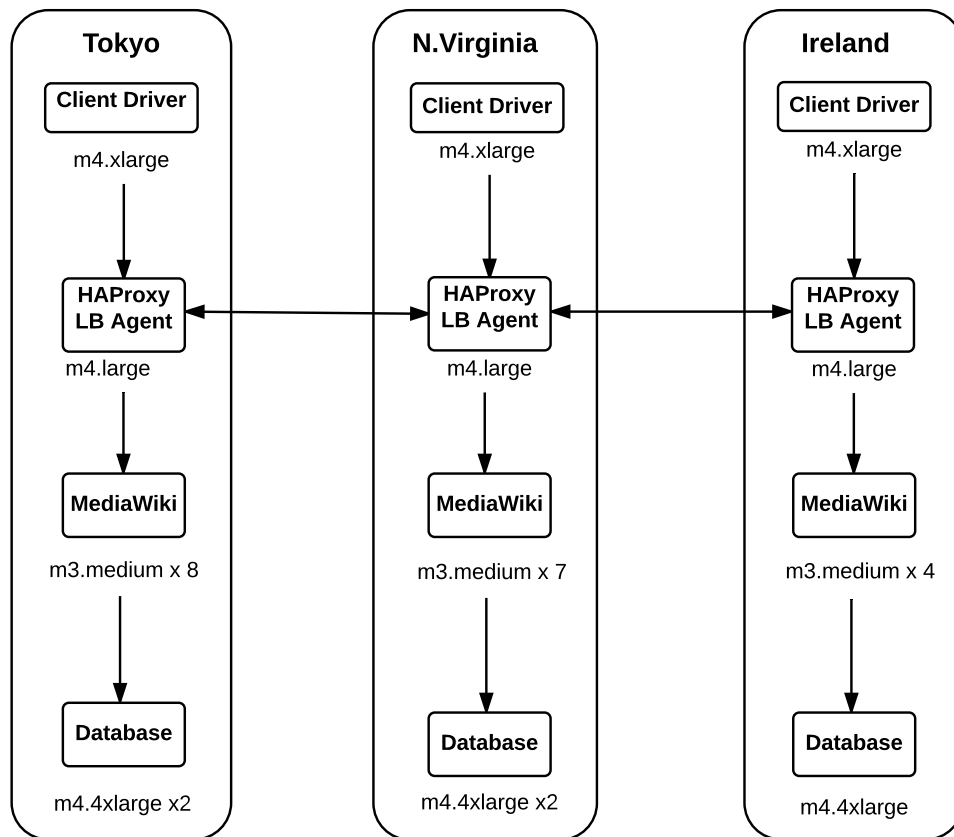 Tokyo
Client Driver
m4.xlarge
HAProxy
LB Agent
m4.large
MediaWiki
m3.medium x 8
Database
m4.4xlarge x2
N.Virginia
Client Driver
m4.xlarge
HAProxy
LB Agent
m4.large
MediaWiki
m3.medium x 7
Database
m4.4xlarge x2
Ireland
Client Driver
m4.xlarge
HAProxy
LB Agent
m4.large
MediaWiki
m3.medium x 4
Database
m4.4xlarge